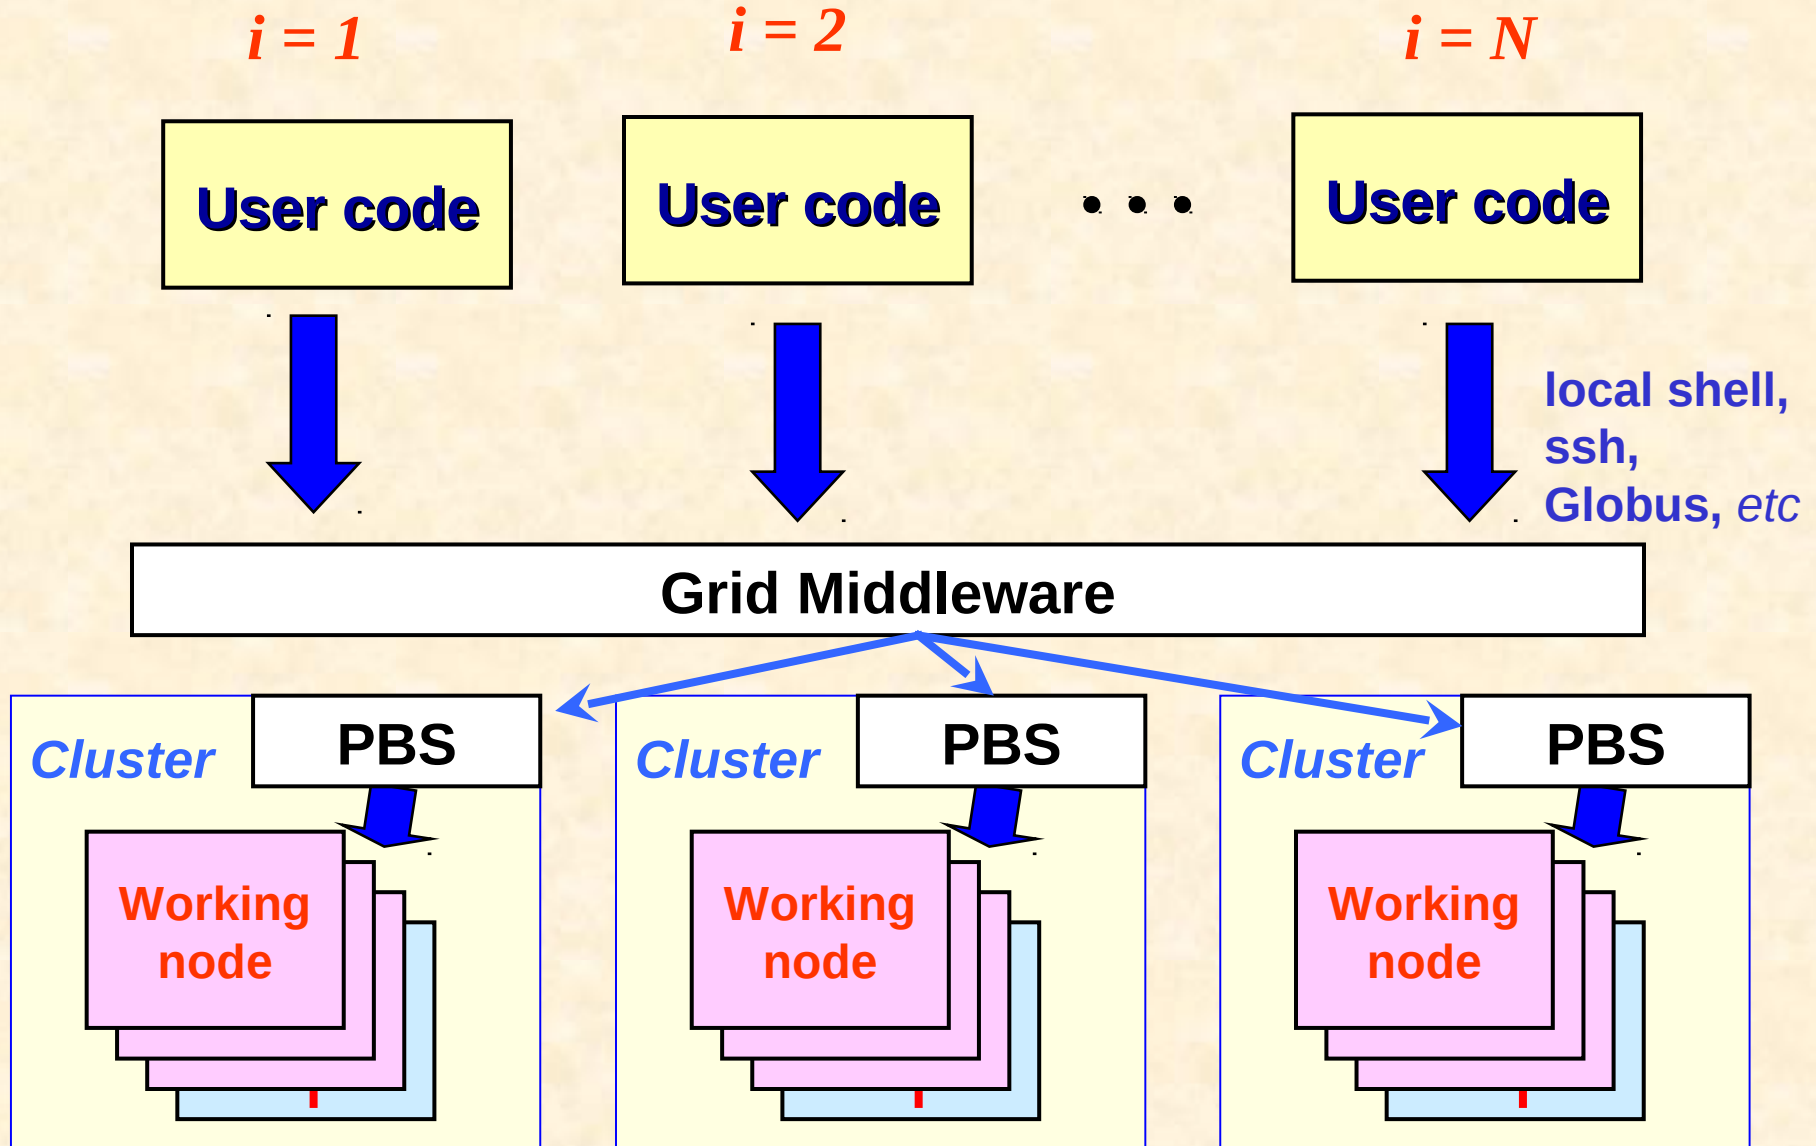 i = 1
i = 2
i = N
User code
User code
• • •
User code
local shell,
ssh,
Globus, etc
Grid Middleware
Cluster
PBS
Cluster
PBS
Cluster
PBS
Working
node
Working
node
Working
node